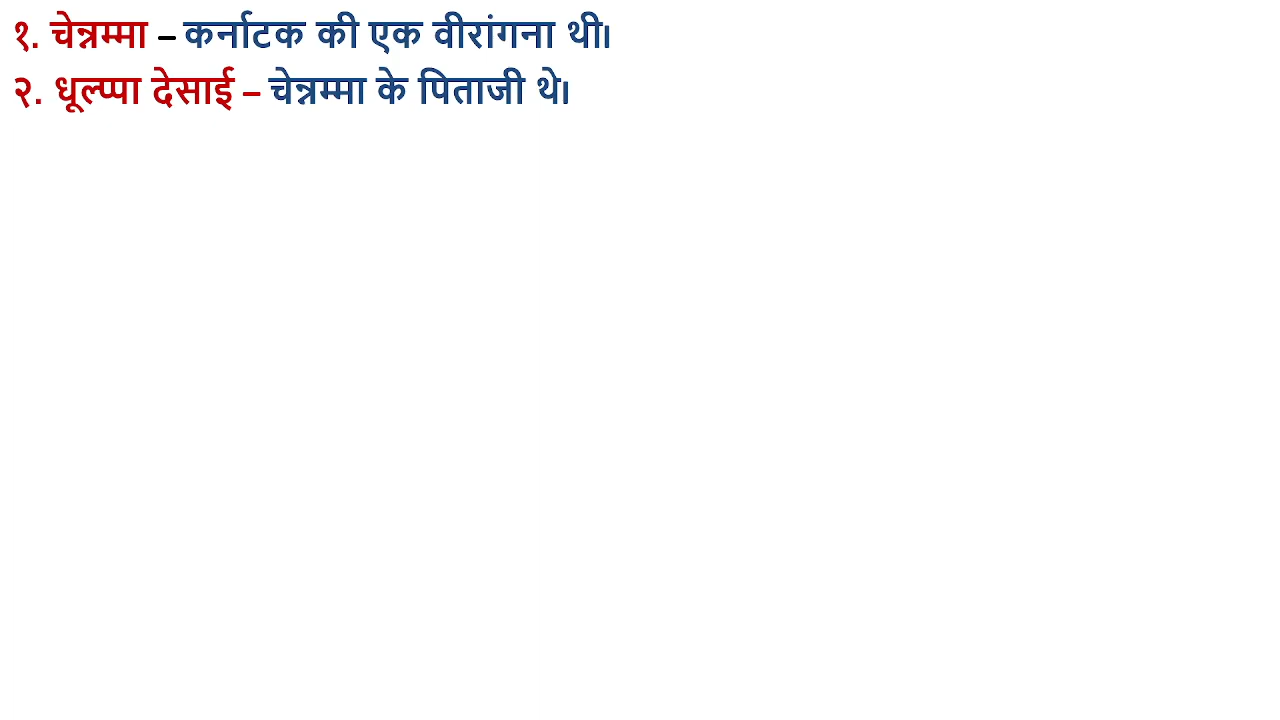 १. चेन्नम्मा – कर्नाटक की एक वीरांगना थी।
२. धूल्प्पा देसाई – चेन्नम्मा के पिताजी थे।